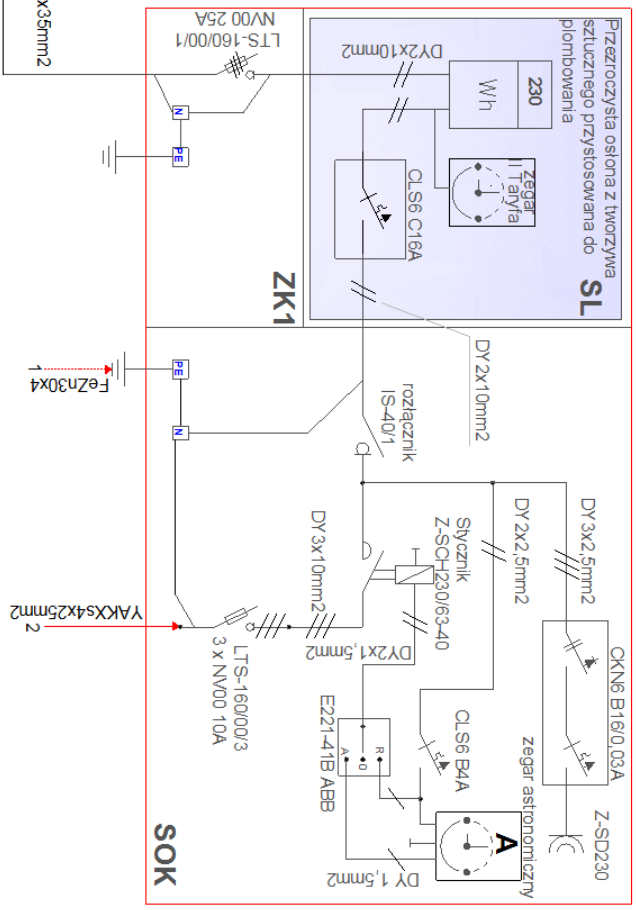 x35mm2
LTS-160/00/1
NV00 25A
N
PE
DY2x10mm2
230
Wh
Przezroczysta osłona z tworzywa
sztucznego przystosowana do
plombowania
zegar
II Taryfa
CLS6 C16A
SL
ZK1
DY2x10mm2
1
FeZn30x4
PE
N
rozłącznik
IS-40/1
DY3x10mm2
Stycznik
Z-SCH230/63-40
DY2x2,5mm2
DY3x2,5mm2
CKN6 B16/0,03A
Z-SD230
YAKXs4x25mm2
2
LTS-160/00/3
3 x NV00 10A
DY2x1,5mm2
E221-41B ABB
A
0
R
CLS6 B4A
zegar astronomiczny
A
DY1,5mm2
SOK